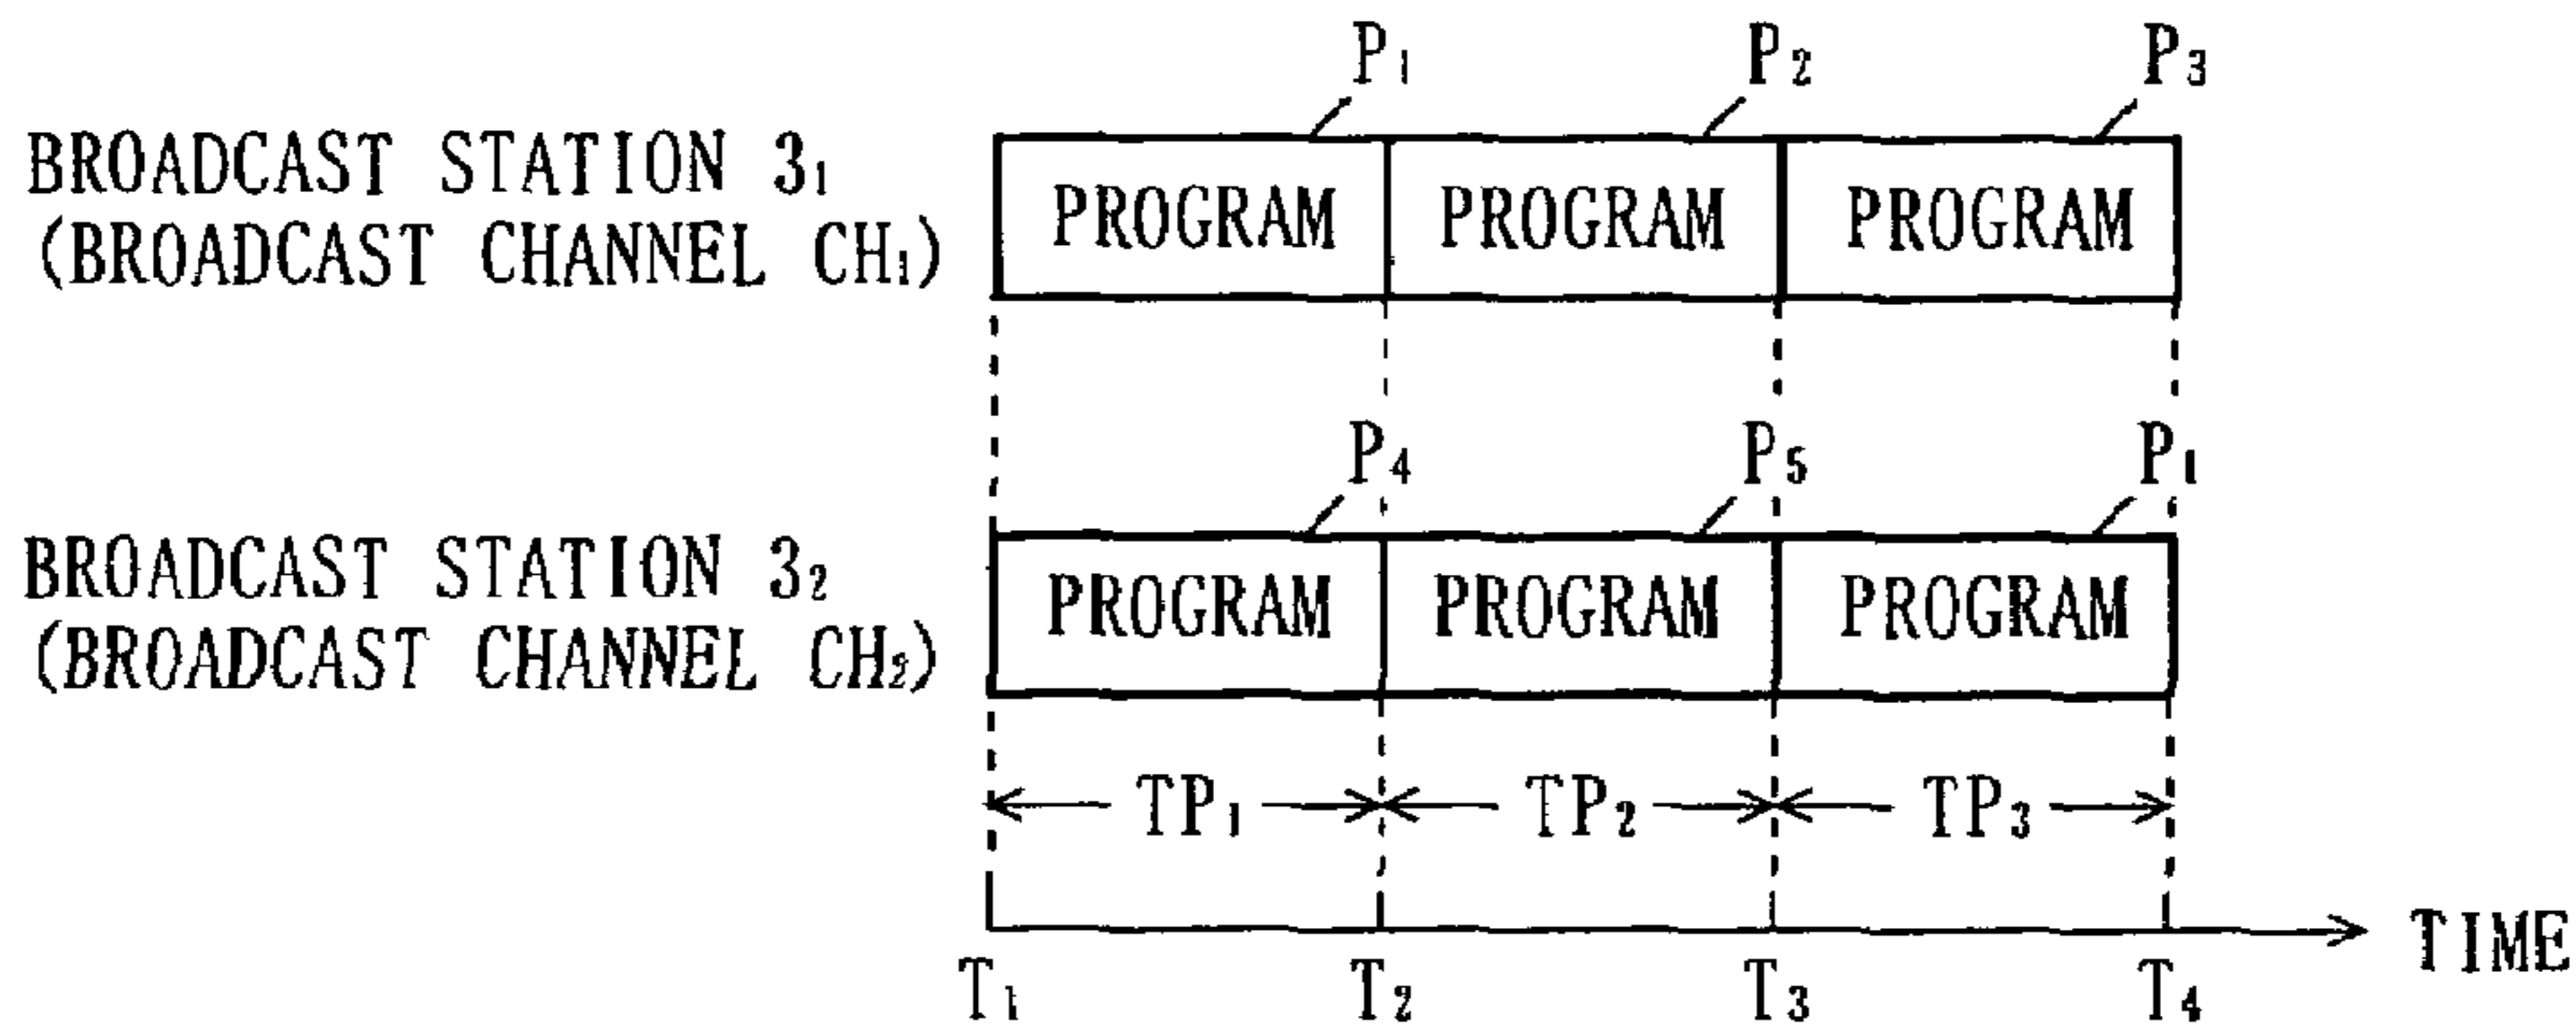 P₁ P₂ P₃
BROADCAST STATION 3₁
(BROADCAST CHANNEL CH₁)
PROGRAM PROGRAM PROGRAM
P₄ P₅ P₁
BROADCAST STATION 3₂
(BROADCAST CHANNEL CH₂)
PROGRAM PROGRAM PROGRAM
TP₁ TP₂ TP₃
TIME
T₁ T₂ T₃ T₄